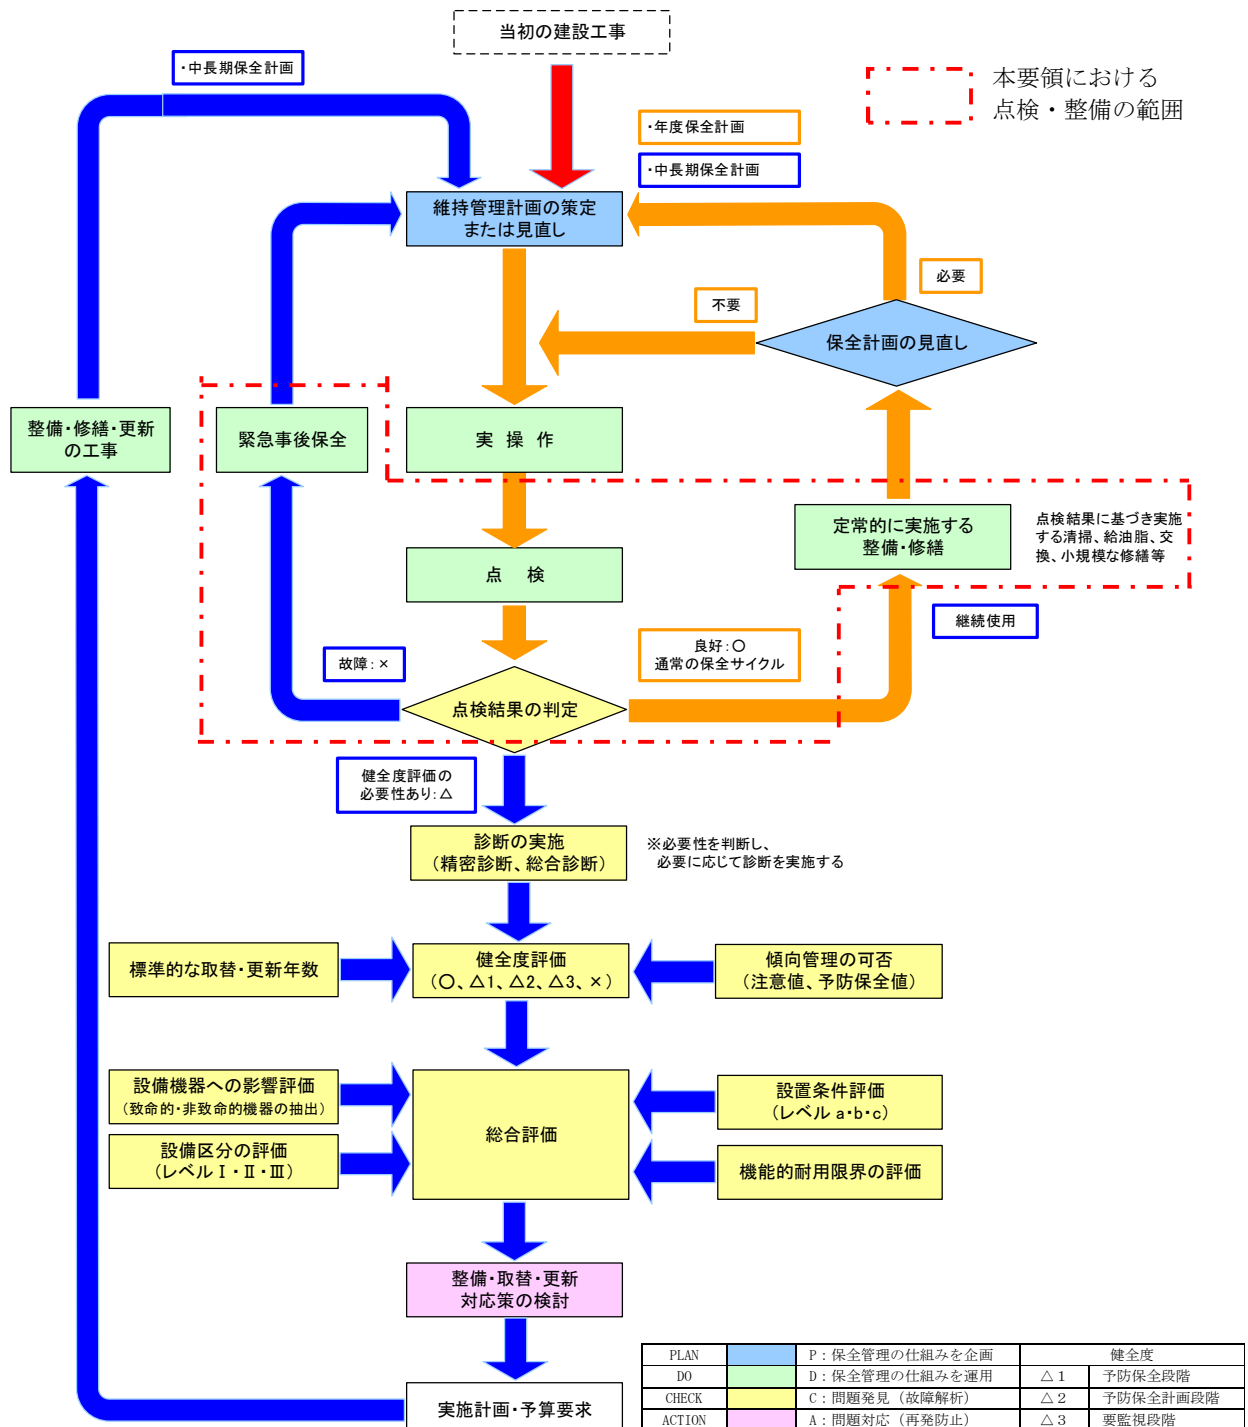 当初の建設工事
・中長期保全計画
本要領における
点検・整備の範囲
・年度保全計画
・中長期保全計画
維持管理計画の策定
または見直し
必要
不要
保全計画の見直し
整備・修繕・更新
の工事
緊急事後保全
実 操 作
定常的に実施する
整備・修繕
点検結果に基づき実施
する清掃、給油脂、交
換、小規模な修繕等
点 検
継続使用
良好:〇
通常の保全サイクル
故障:×
点検結果の判定
健全度評価の
必要性あり:△
診断の実施
(精密診断、総合診断)
※必要性を判断し、
必要に応じて診断を実施する
標準的な取替・更新年数
健全度評価
(〇、△1、△2、△3、×)
傾向管理の可否
(注意値、予防保全値)
設備機器への影響評価
(致命的・非致命的機器の抽出)
設備区分の評価
(レベルⅠ・Ⅱ・Ⅲ)
総合評価
設置条件評価
(レベル a・b・c)
機能的耐用限界の評価
整備・取替・更新
対応策の検討
実施計画・予算要求
PLAN P：保全管理の仕組みを企画 健全度
DO D：保全管理の仕組みを運用 △1 予防保全段階
CHECK C：問題発見（故障解析） △2 予防保全計画段階
ACTION A：問題対応（再発防止） △3 要監視段階